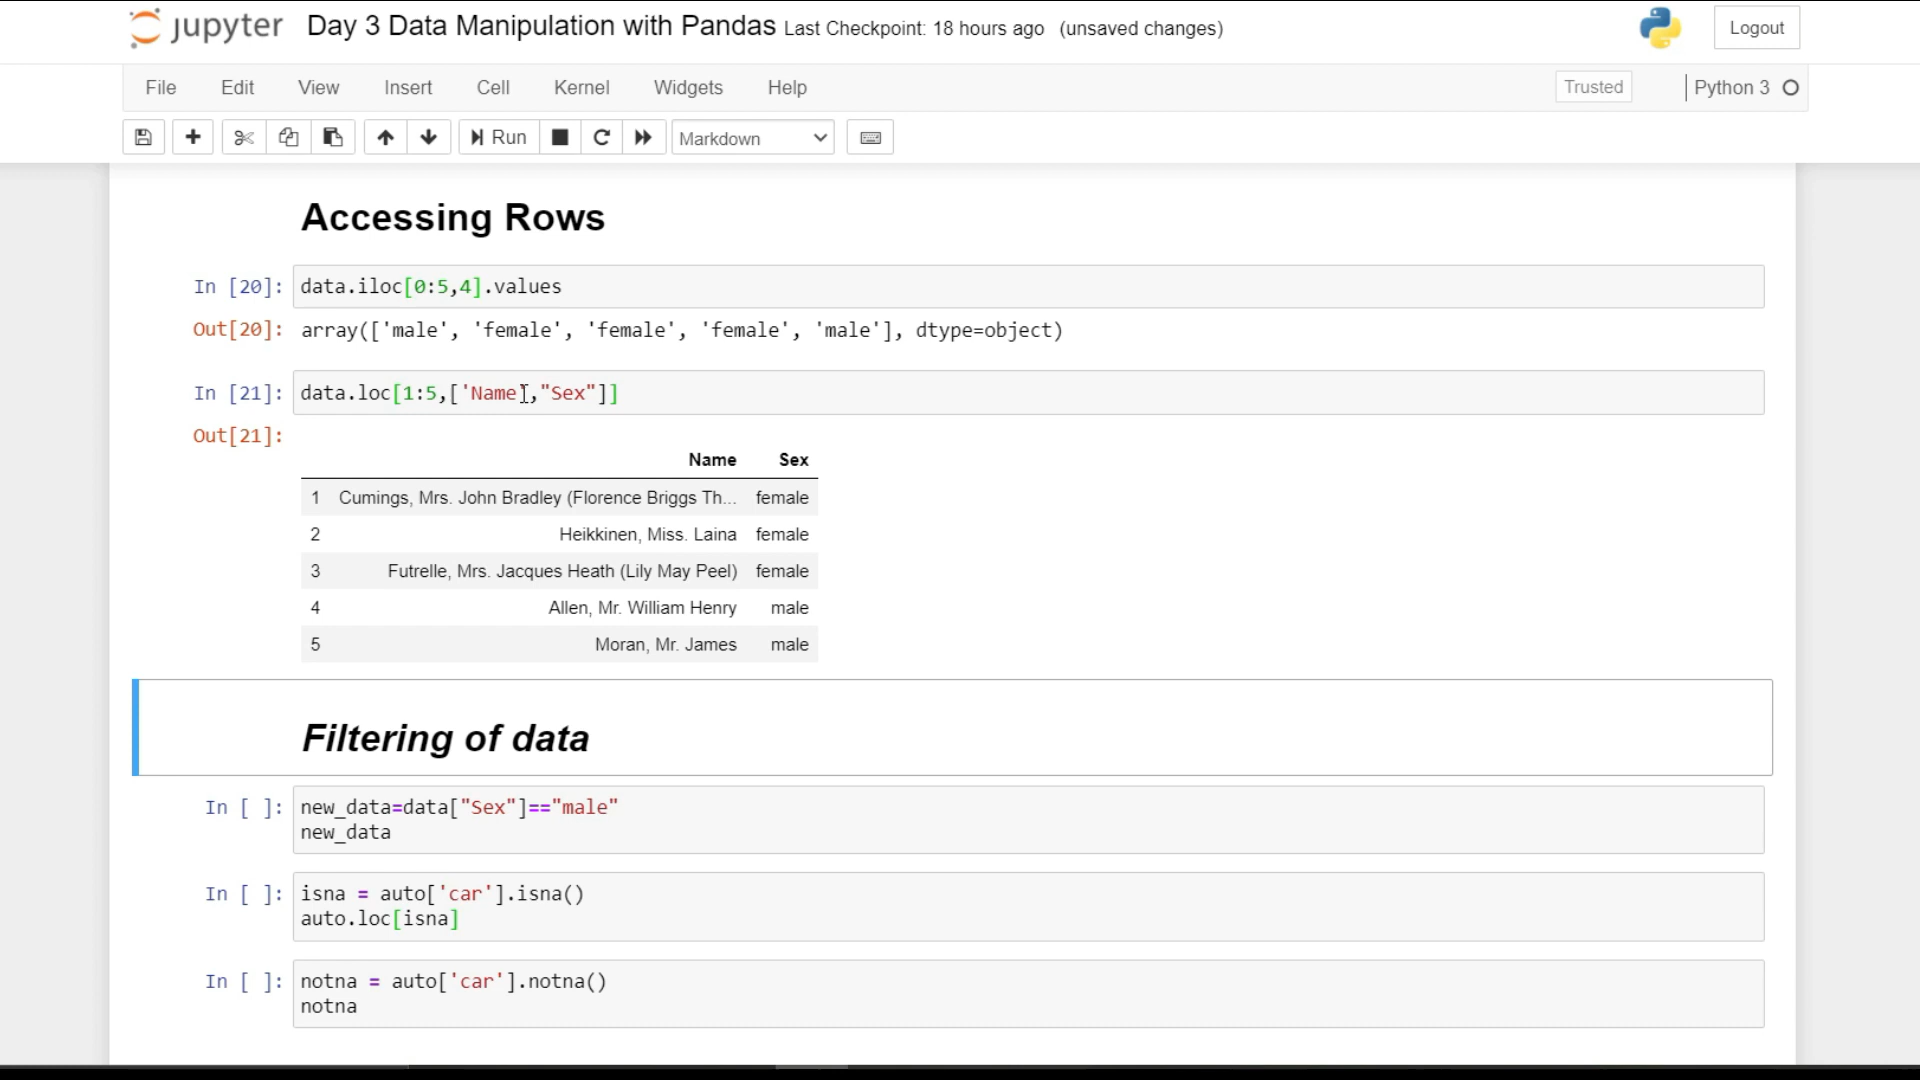 jupyter Day 3 Data Manipulation with Pandas Last Checkpoint: 18 hours ago (unsaved changes) Logout
File Edit View Insert Cell Kernel Widgets Help Trusted Python 3
Run Markdown
Accessing Rows
In [20]: data.iloc[0:5,4].values
Out[20]: array(['male', 'female', 'female', 'female', 'male'], dtype=object)
In [21]: data.loc[1:5,['Name',"Sex"]]
Out[21]:
Name Sex
1 Cumings, Mrs. John Bradley (Florence Briggs Th... female
2 Heikkinen, Miss. Laina female
3 Futrelle, Mrs. Jacques Heath (Lily May Peel) female
4 Allen, Mr. William Henry male
5 Moran, Mr. James male
Filtering of data
In [ ]: new_data=data["Sex"]=="male"
new_data
In [ ]: isna = auto['car'].isna()
auto.loc[isna]
In [ ]: notna = auto['car'].notna()
notna